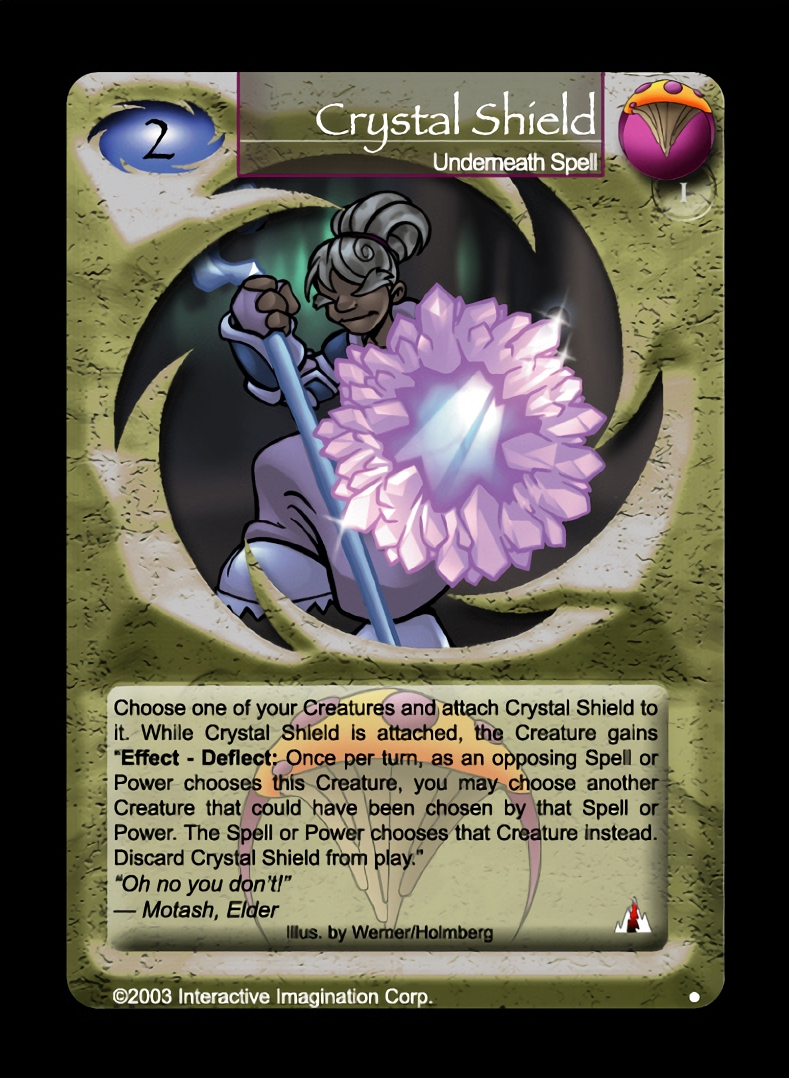 2
Crystal Shield
Underneath Spell
I
Choose one of your Creatures and attach Crystal Shield to
it. While Crystal Shield is attached, the Creature gains
"Effect - Deflect: Once per turn, as an opposing Spell or
Power chooses this Creature, you may choose another
Creature that could have been chosen by that Spell or
Power. The Spell or Power chooses that Creature instead.
Discard Crystal Shield from play."
"Oh no you don't!"
— Motash, Elder
Illus. by Werner/Holmberg
©2003 Interactive Imagination Corp.